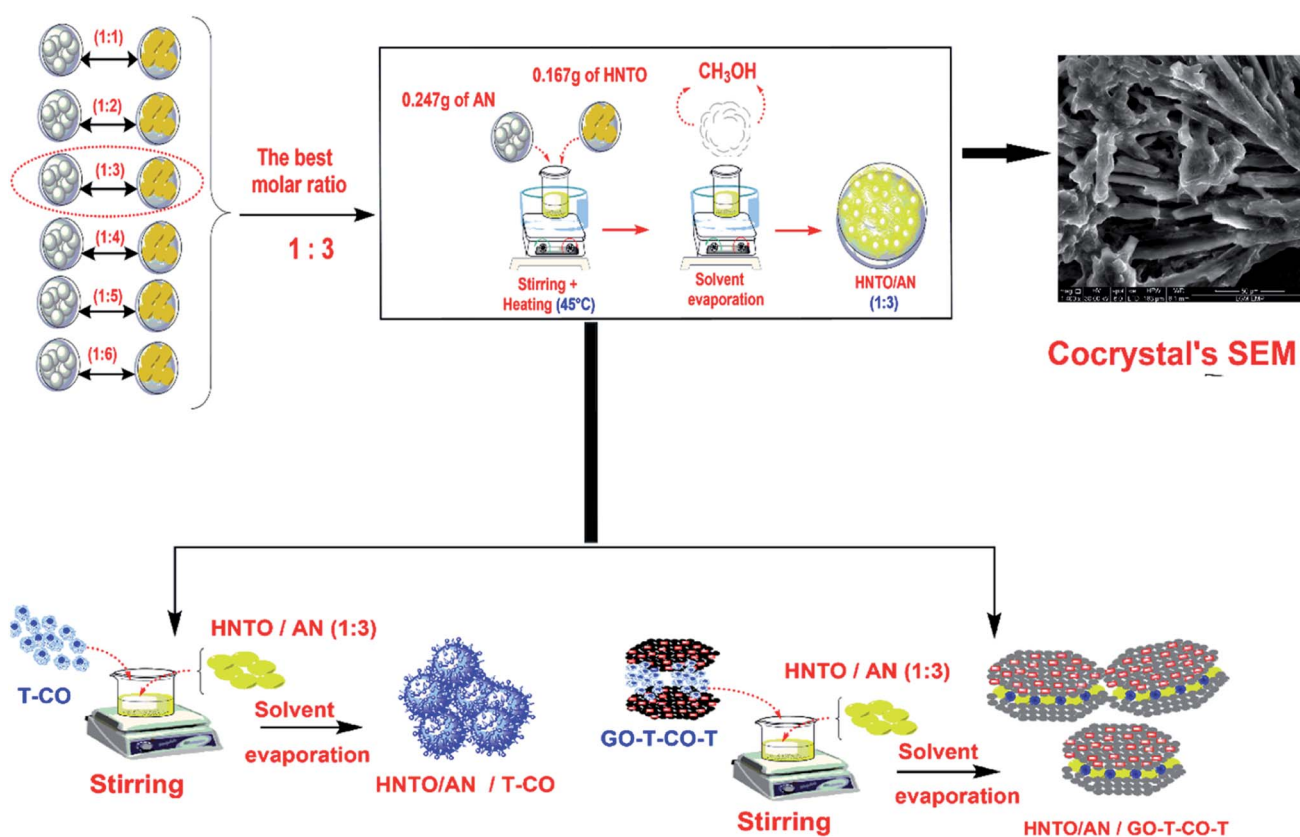 (1:1)
(1:2)
(1:3)
(1:4)
(1:5)
(1:6)
The best
molar ratio
1 : 3
0.247g of AN
0.167g of HNTO
CH₃OH
Stirring +
Heating (45°C)
Solvent
evaporation
HNTO/AN
(1:3)
Cocrystal's SEM
T-CO
HNTO / AN (1:3)
Stirring
Solvent
evaporation
HNTO/AN / T-CO
GO-T-CO-T
HNTO / AN (1:3)
Stirring
Solvent
evaporation
HNTO/AN / GO-T-CO-T